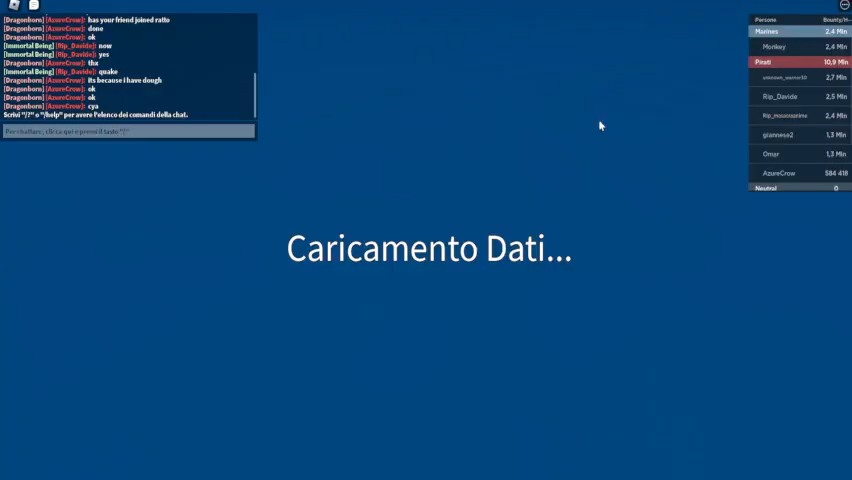 [Dragonborn] [AzureCrow]: has your friend joined ratto
[Dragonborn] [AzureCrow]: done
[Dragonborn] [AzureCrow]: ok
[Immortal Being] [Rip_Davide]: now
[Immortal Being] [Rip_Davide]: yes
[Dragonborn] [AzureCrow]: thx
[Immortal Being] [Rip_Davide]: quake
[Dragonborn] [AzureCrow]: its because i have dough
[Dragonborn] [AzureCrow]: ok
[Dragonborn] [AzureCrow]: ok
[Dragonborn] [AzureCrow]: cya
Scrivi "/?" o "/help" per avere l'elenco dei comandi della chat.
Per chattare, clicca qui e premi il tasto "/"
Persone Bounty/H...
Marines 2,4 Mln
Monkey 2,4 Mln
Pirati 10,9 Mln
2,7 Mln
Rip_Davide 2,5 Mln
2,4 Mln
giannese2 1,3 Mln
Omar 1,3 Mln
AzureCrow 584 418
Neutral 0
Caricamento Dati...